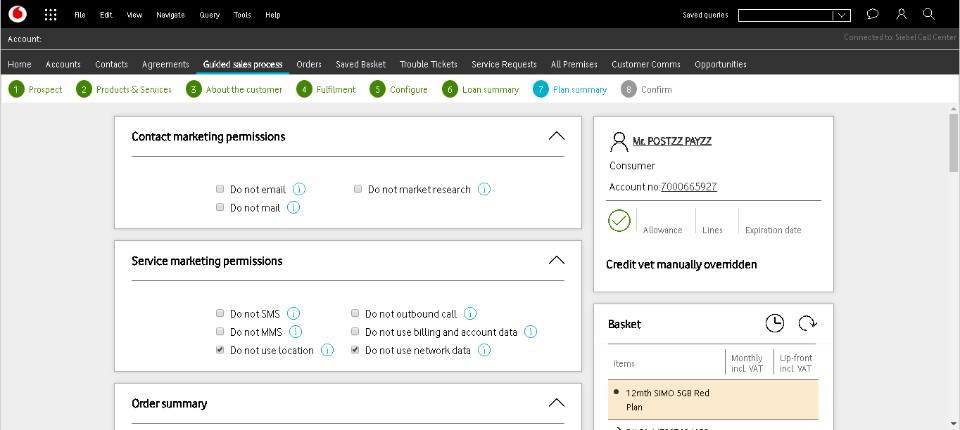 File Edit View Navigate Query Tools Help Saved queries
Account: Connected to: Siebel Call Center
Home Accounts Contacts Agreements Guided sales process Orders Saved Basket Trouble Tickets Service Requests All Premises Customer Comms Opportunities
1 Prospect 2 Products & Services 3 About the customer 4 Fulfilment 5 Configure 6 Loan summary 7 Plan summary 8 Confirm
Contact marketing permissions
Do not email i Do not market research i
Do not mail i
Service marketing permissions
Do not SMS i Do not outbound call i
Do not MMS i Do not use billing and account data i
Do not use location i Do not use network data i
Order summary
Mr. POSTZZ PAYZZ
Consumer
Account no: 7000665927
Allowance Lines Expiration date
Credit vet manually overridden
Basket
Items Monthly incl. VAT Up-front incl. VAT
12mth SIMO 5GB Red
Plan